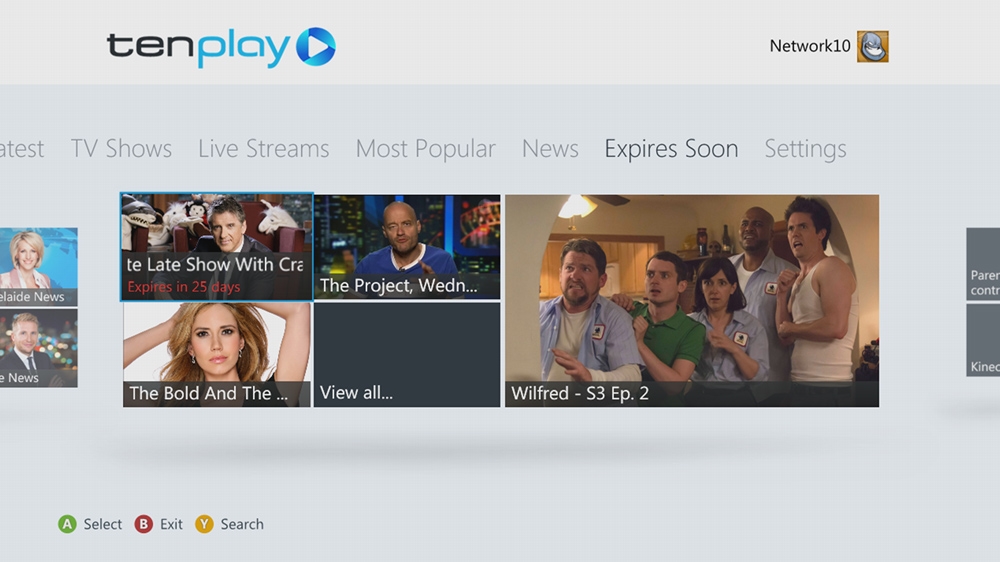 tenplay
Network10
atest TV Shows Live Streams Most Popular News Expires Soon Settings
elaide News
e News
te Late Show With Cra
Expires in 25 days
The Project, Wedn...
The Bold And The ...
View all...
Wilfred - S3 Ep. 2
Paren
contr
Kinec
A Select B Exit Y Search